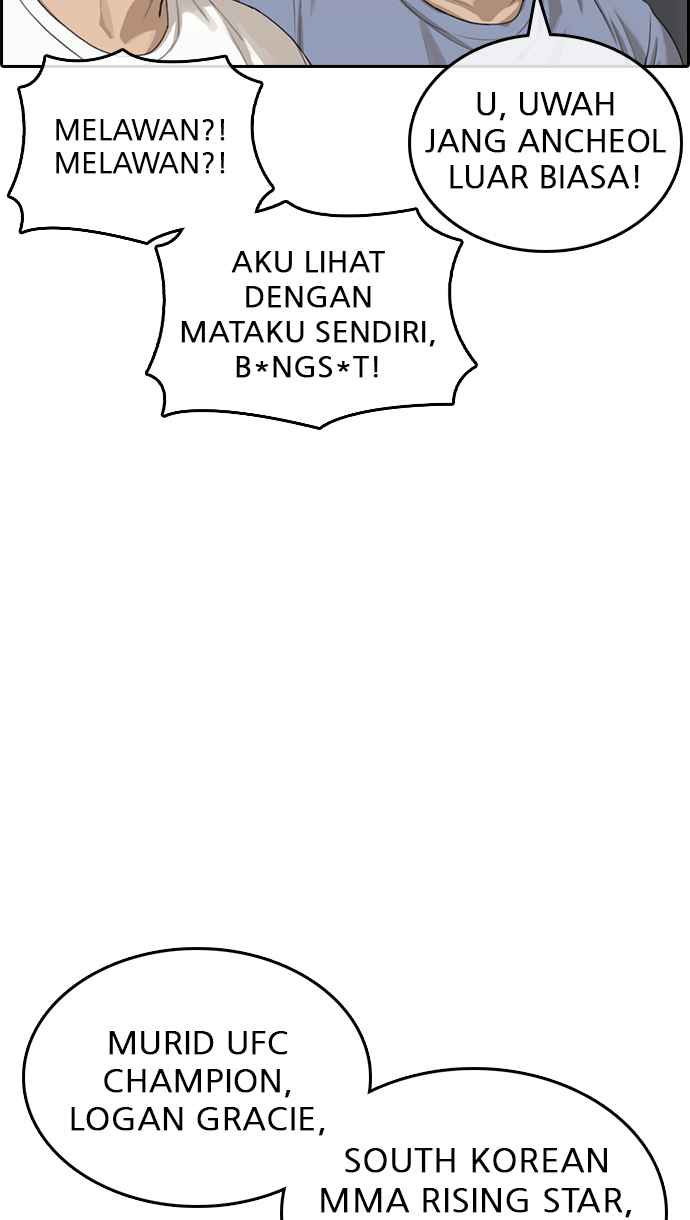 MELAWAN?!
MELAWAN?!
U, UWAH
JANG ANCHEOL
LUAR BIASA!
AKU LIHAT
DENGAN
MATAKU SENDIRI,
B*NGS*T!
MURID UFC
CHAMPION,
LOGAN GRACIE,
SOUTH KOREAN
MMA RISING STAR,